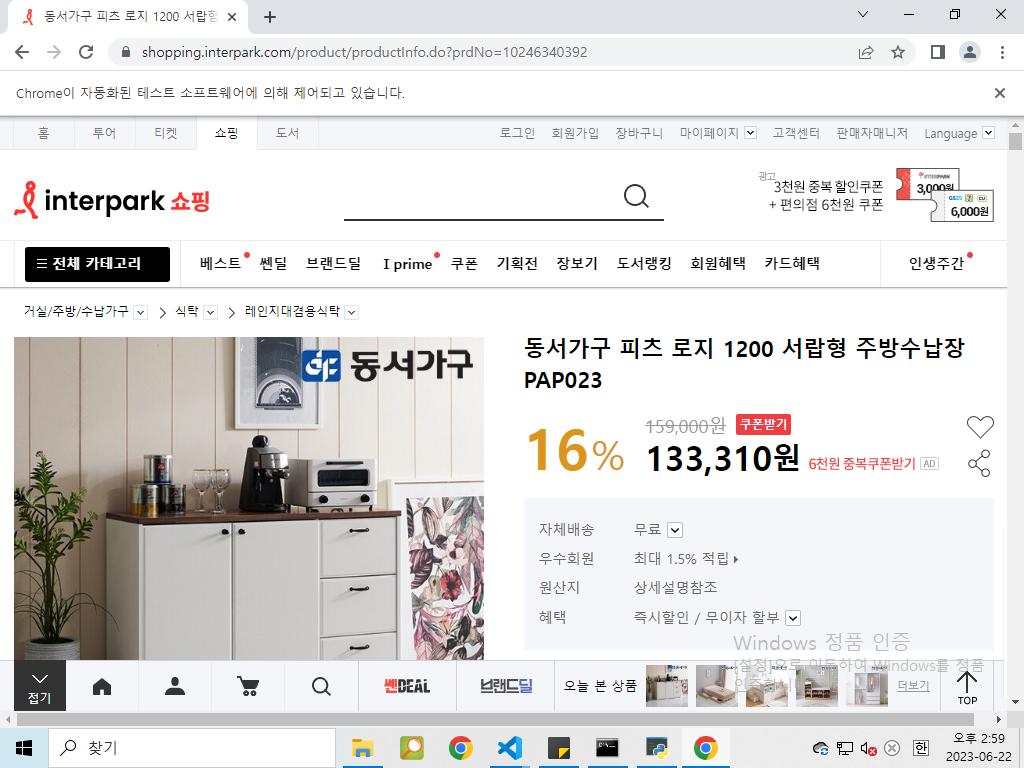 동서가구 피츠 로지 1200 서랍형
shopping.interpark.com/product/productInfo.do?prdNo=10246340392
Chrome이 자동화된 테스트 소프트웨어에 의해 제어되고 있습니다.
홈 투어 티켓 쇼핑 도서 로그인 회원가입 장바구니 마이페이지 고객센터 판매자매니저 Language
interpark 쇼핑
광고
3천원 중복 할인쿠폰
+ 편의점 6천원 쿠폰
INTERPARK
3,000원
GS25 CU
6,000원
전체 카테고리 베스트 쎈딜 브랜드딜 I prime 쿠폰 기획전 장보기 도서랭킹 회원혜택 카드혜택 인생주간
거실/주방/수납가구 > 식탁 > 레인지대겸용식탁
동서가구
동서가구 피츠 로지 1200 서랍형 주방수납장
PAP023
16%
159,000원 쿠폰받기
133,310원 6천원 중복쿠폰받기 AD
자체배송 무료
우수회원 최대 1.5% 적립
원산지 상세설명참조
혜택 즉시할인 / 무이자 할부
Windows 정품 인증
[설정]으로 이동하여 Windows를 정품
접기
쎈DEAL 브랜드딜 오늘 본 상품 더보기 TOP
찾기
한
오후 2:59
2023-06-22